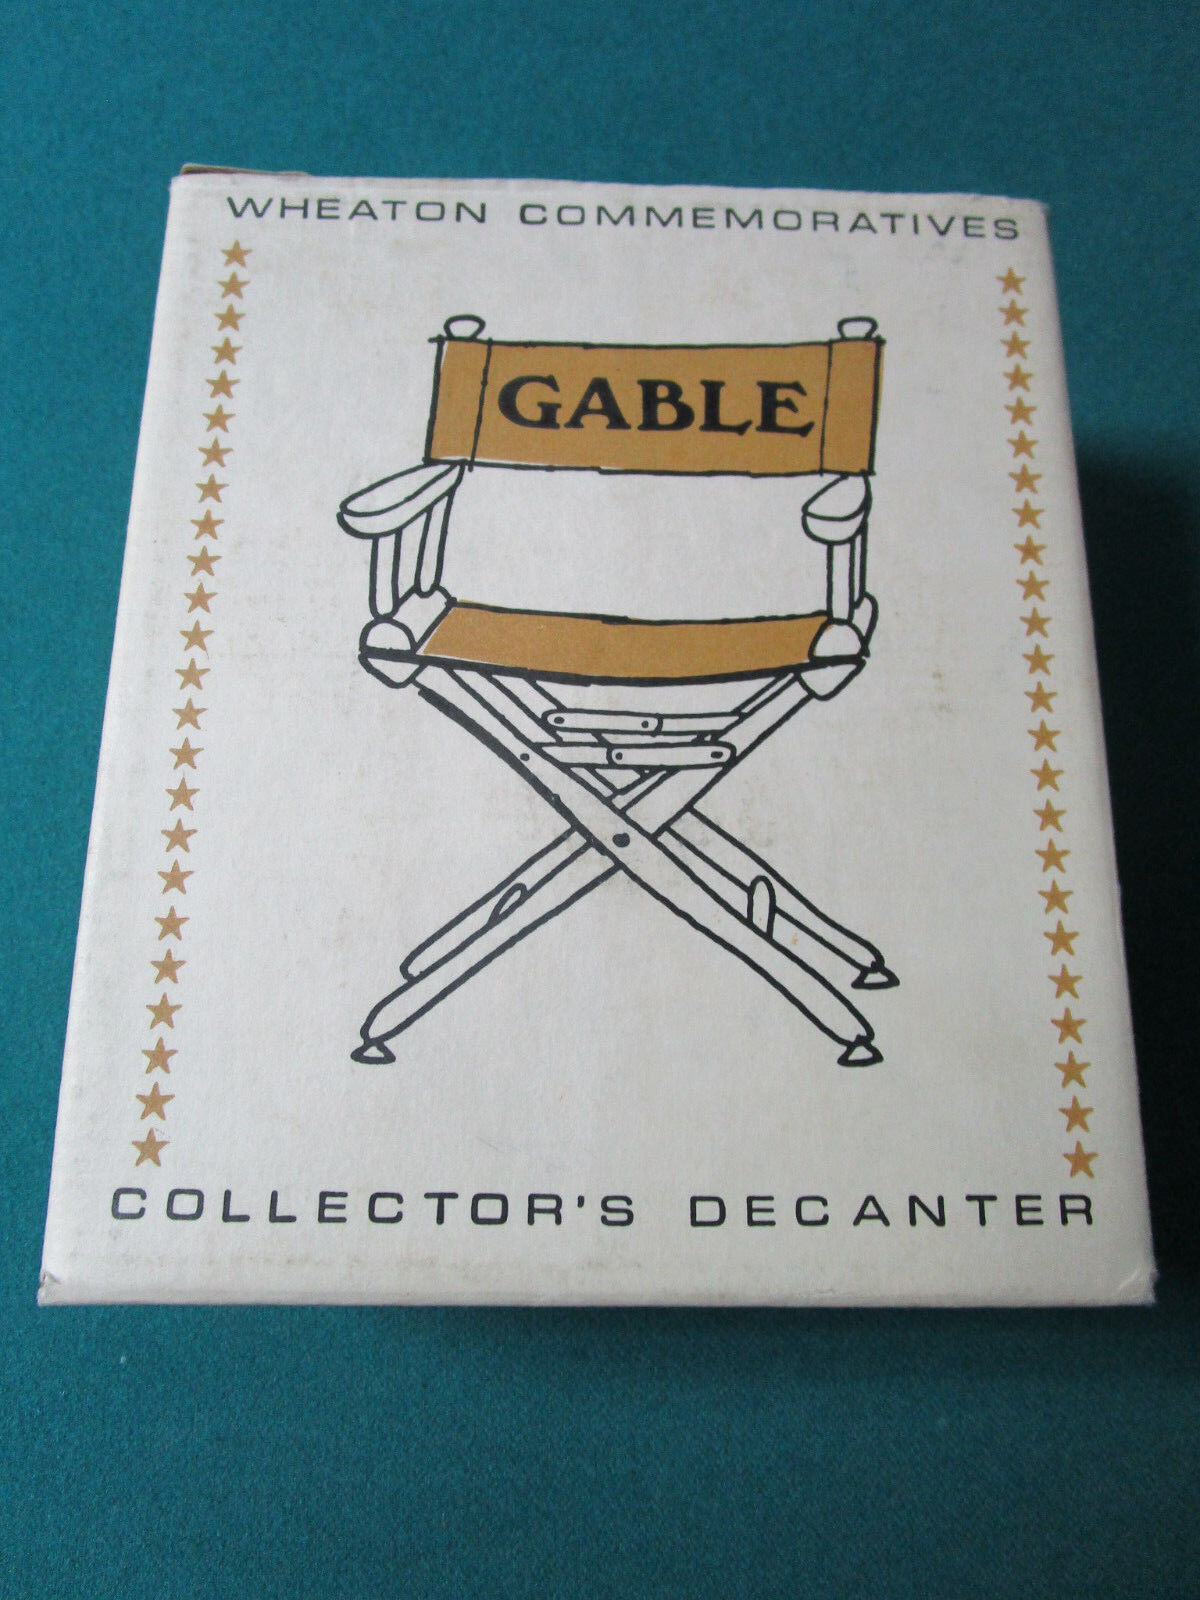 WHEATON COMMEMORATIVES
GABLE
COLLECTOR'S DECANTER